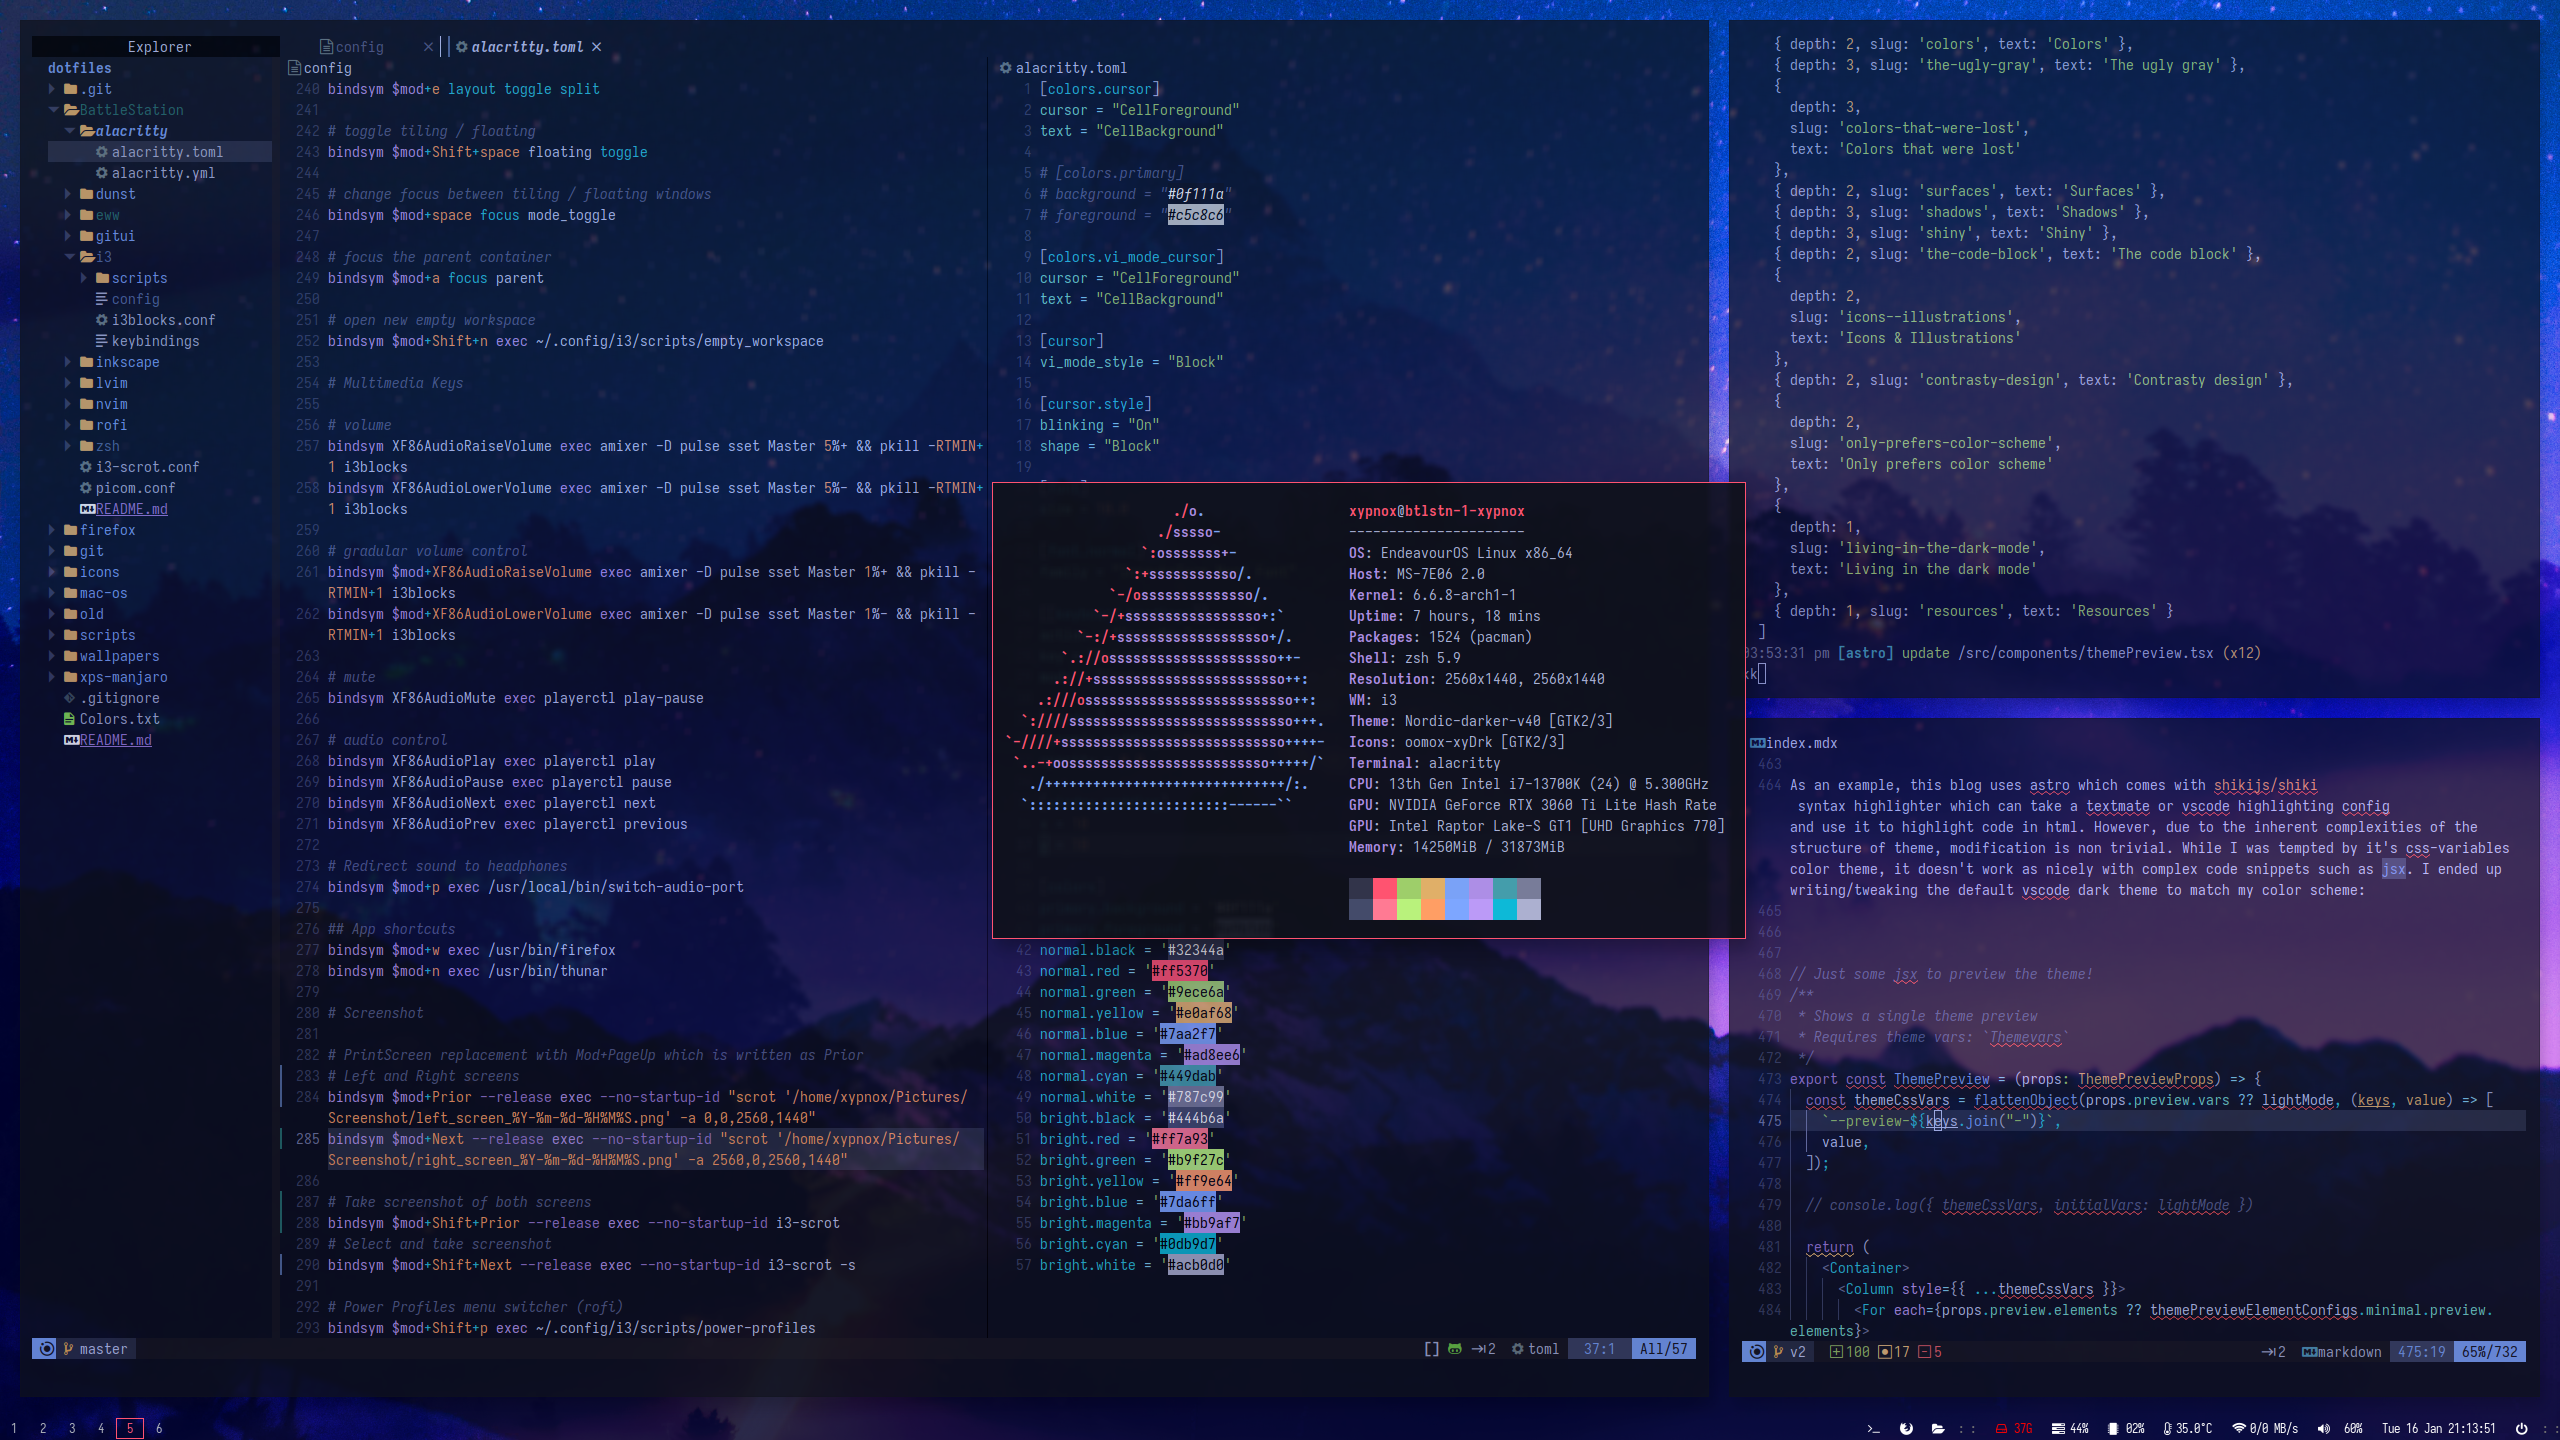 Explorer
dotfiles
.git
BattleStation
alacritty
alacritty.toml
alacritty.yml
dunst
eww
gitui
i3
scripts
config
i3blocks.conf
keybindings
inkscape
lvim
nvim
rofi
zsh
i3-scrot.conf
picom.conf
README.md
firefox
git
icons
mac-os
old
scripts
wallpapers
xps-manjaro
.gitignore
Colors.txt
README.md
config × alacritty.toml ×
config
240 bindsym $mod+e layout toggle split
241
242 # toggle tiling / floating
243 bindsym $mod+Shift+space floating toggle
244
245 # change focus between tiling / floating windows
246 bindsym $mod+space focus mode_toggle
247
248 # focus the parent container
249 bindsym $mod+a focus parent
250
251 # open new empty workspace
252 bindsym $mod+Shift+n exec ~/.config/i3/scripts/empty_workspace
253
254 # Multimedia Keys
255
256 # volume
257 bindsym XF86AudioRaiseVolume exec amixer -D pulse sset Master 5%+ && pkill -RTMIN+
1 i3blocks
258 bindsym XF86AudioLowerVolume exec amixer -D pulse sset Master 5%- && pkill -RTMIN+
1 i3blocks
259
260 # gradular volume control
261 bindsym $mod+XF86AudioRaiseVolume exec amixer -D pulse sset Master 1%+ && pkill -
RTMIN+1 i3blocks
262 bindsym $mod+XF86AudioLowerVolume exec amixer -D pulse sset Master 1%- && pkill -
RTMIN+1 i3blocks
263
264 # mute
265 bindsym XF86AudioMute exec playerctl play-pause
266
267 # audio control
268 bindsym XF86AudioPlay exec playerctl play
269 bindsym XF86AudioPause exec playerctl pause
270 bindsym XF86AudioNext exec playerctl next
271 bindsym XF86AudioPrev exec playerctl previous
272
273 # Redirect sound to headphones
274 bindsym $mod+p exec /usr/local/bin/switch-audio-port
275
276 ## App shortcuts
277 bindsym $mod+w exec /usr/bin/firefox
278 bindsym $mod+n exec /usr/bin/thunar
279
280 # Screenshot
281
282 # PrintScreen replacement with Mod+PageUp which is written as Prior
283 # Left and Right screens
284 bindsym $mod+Prior --release exec --no-startup-id "scrot '/home/xypnox/Pictures/
Screenshot/left_screen_%Y-%m-%d-%H%M%S.png' -a 0,0,2560,1440"
285 bindsym $mod+Next --release exec --no-startup-id "scrot '/home/xypnox/Pictures/
Screenshot/right_screen_%Y-%m-%d-%H%M%S.png' -a 2560,0,2560,1440"
286
287 # Take screenshot of both screens
288 bindsym $mod+Shift+Prior --release exec --no-startup-id i3-scrot
289 # Select and take screenshot
290 bindsym $mod+Shift+Next --release exec --no-startup-id i3-scrot -s
291
292 # Power Profiles menu switcher (rofi)
293 bindsym $mod+Shift+p exec ~/.config/i3/scripts/power-profiles
alacritty.toml
1 [colors.cursor]
2 cursor = "CellForeground"
3 text = "CellBackground"
4
5 # [colors.primary]
6 # background = "#0f111a"
7 # foreground = "#c5c8c6"
8
9 [colors.vi_mode_cursor]
10 cursor = "CellForeground"
11 text = "CellBackground"
12
13 [cursor]
14 vi_mode_style = "Block"
15
16 [cursor.style]
17 blinking = "On"
18 shape = "Block"
19
42 normal.black = '#32344a'
43 normal.red = '#ff5370'
44 normal.green = '#9ece6a'
45 normal.yellow = '#e0af68'
46 normal.blue = '#7aa2f7'
47 normal.magenta = '#ad8ee6'
48 normal.cyan = '#449dab'
49 normal.white = '#787c99'
50 bright.black = '#444b6a'
51 bright.red = '#ff7a93'
52 bright.green = '#b9f27c'
53 bright.yellow = '#ff9e64'
54 bright.blue = '#7da6ff'
55 bright.magenta = '#bb9af7'
56 bright.cyan = '#0db9d7'
57 bright.white = '#acb0d0'
master [] 2 toml 37:1 All/57
./o.
./sssso-
`:osssssss+-
`:+sssssssssso/.
`-/ossssssssssssso/.
`-/+sssssssssssssssso+:`
`-:/+sssssssssssssssssso+/.
`.://osssssssssssssssssssso++-
.://+ssssssssssssssssssssssso++:
.:///ossssssssssssssssssssssssso++:
`:////ssssssssssssssssssssssssssso+++.
`-////+ssssssssssssssssssssssssssso++++-
`..-+oosssssssssssssssssssssssso+++++/`
./++++++++++++++++++++++++++++++/:.
`:::::::::::::::::::::::::------``
xypnox@btlstn-1-xypnox
----------------------
OS: EndeavourOS Linux x86_64
Host: MS-7E06 2.0
Kernel: 6.6.8-arch1-1
Uptime: 7 hours, 18 mins
Packages: 1524 (pacman)
Shell: zsh 5.9
Resolution: 2560x1440, 2560x1440
WM: i3
Theme: Nordic-darker-v40 [GTK2/3]
Icons: oomox-xyDrk [GTK2/3]
Terminal: alacritty
CPU: 13th Gen Intel i7-13700K (24) @ 5.300GHz
GPU: NVIDIA GeForce RTX 3060 Ti Lite Hash Rate
GPU: Intel Raptor Lake-S GT1 [UHD Graphics 770]
Memory: 14250MiB / 31873MiB
{ depth: 2, slug: 'colors', text: 'Colors' },
{ depth: 3, slug: 'the-ugly-gray', text: 'The ugly gray' },
{
depth: 3,
slug: 'colors-that-were-lost',
text: 'Colors that were lost'
},
{ depth: 2, slug: 'surfaces', text: 'Surfaces' },
{ depth: 3, slug: 'shadows', text: 'Shadows' },
{ depth: 3, slug: 'shiny', text: 'Shiny' },
{ depth: 2, slug: 'the-code-block', text: 'The code block' },
{
depth: 2,
slug: 'icons--illustrations',
text: 'Icons & Illustrations'
},
{ depth: 2, slug: 'contrasty-design', text: 'Contrasty design' },
{
depth: 2,
slug: 'only-prefers-color-scheme',
text: 'Only prefers color scheme'
},
{
depth: 1,
slug: 'living-in-the-dark-mode',
text: 'Living in the dark mode'
},
{ depth: 1, slug: 'resources', text: 'Resources' }
]
03:53:31 pm [astro] update /src/components/themePreview.tsx (x12)
kk
index.mdx
463
464 As an example, this blog uses astro which comes with shikijs/shiki
syntax highlighter which can take a textmate or vscode highlighting config
and use it to highlight code in html. However, due to the inherent complexities of the
structure of theme, modification is non trivial. While I was tempted by it's css-variables
color theme, it doesn't work as nicely with complex code snippets such as jsx. I ended up
writing/tweaking the default vscode dark theme to match my color scheme:
465
466
467
468 // Just some jsx to preview the theme!
469 /**
470 * Shows a single theme preview
471 * Requires theme vars: `Themevars`
472 */
473 export const ThemePreview = (props: ThemePreviewProps) => {
474 const themeCssVars = flattenObject(props.preview.vars ?? lightMode, (keys, value) => [
475 `--preview-${keys.join("-")}`,
476 value,
477 ]);
478
479 // console.log({ themeCssVars, initialVars: lightMode })
480
481 return (
482 <Container>
483 <Column style={{ ...themeCssVars }}>
484 <For each={props.preview.elements ?? themePreviewElementConfigs.minimal.preview.
elements}>
v2 100 17 5 2 markdown 475:19 65%/732
1 2 3 4 5 6
:: 37G 44% 02% 35.0°C 0/0 MB/s 60% Tue 16 Jan 21:13:51 ::